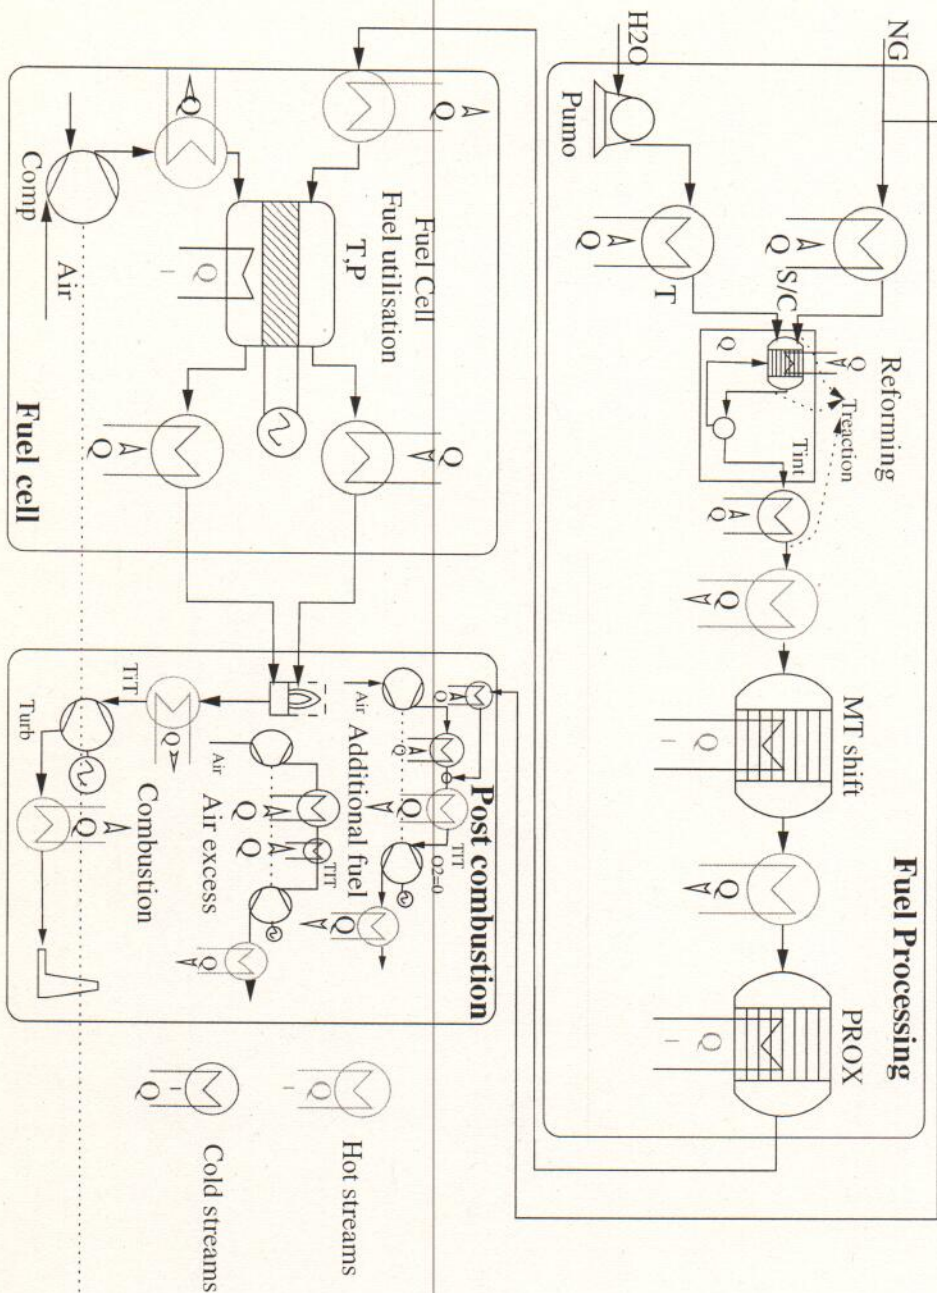 Fuel Processing
NG
H2O
Pumo
Q
Q
S/C
T
Reforming
Q
Q
Treaction
Tint
Q
Q
MT shift
Q
Q
PROX
Q
Fuel cell
Comp
Air
Q
Q
Fuel Cell
Fuel utilisation
T,P
Q
Q
Q
Post combustion
Air
Q
Q
Q
TIT
O2=0
Q
Additional fuel
Air
Q
Q
TIT
Q
Air excess
TiT
Q
Turb
Q
Combustion
Q
Hot streams
Q
Cold streams